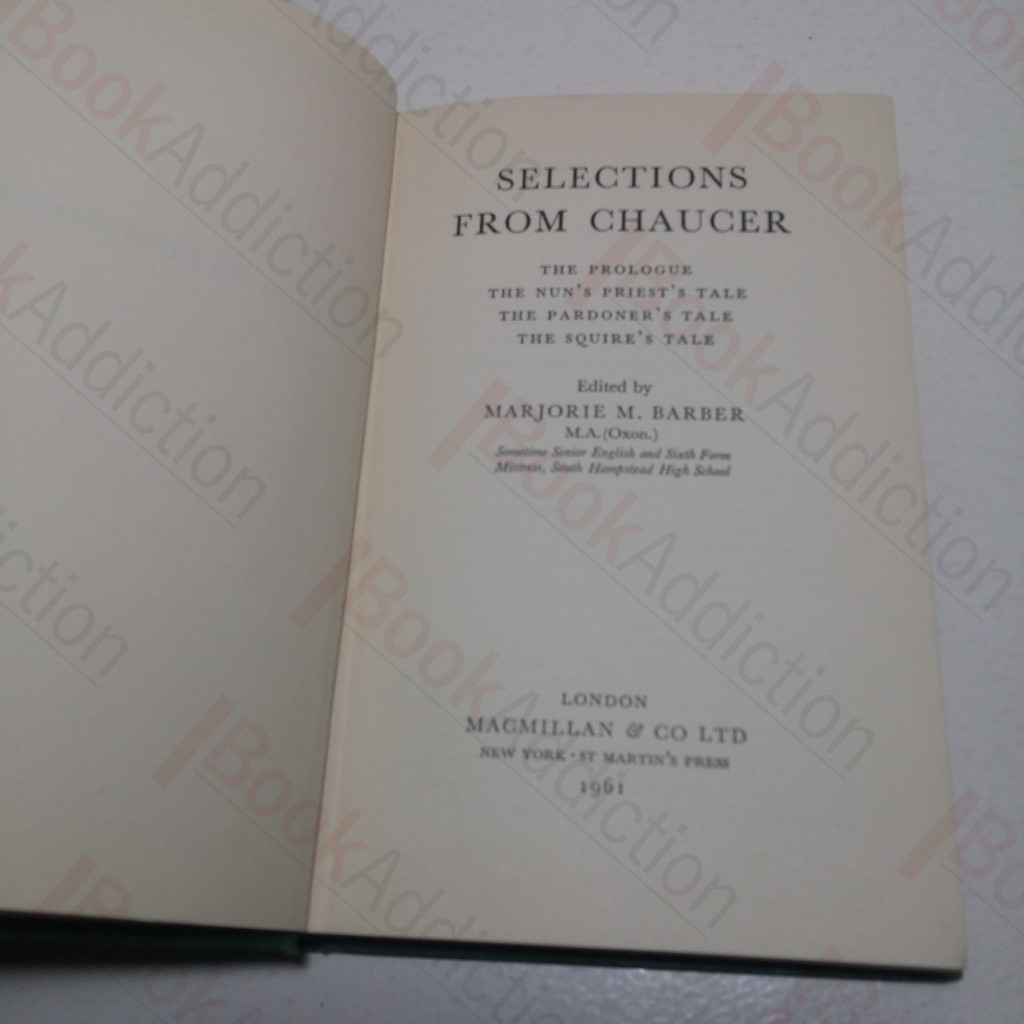 SELECTIONS
FROM CHAUCER
THE PROLOGUE
THE NUN'S PRIEST'S TALE
THE PARDONER'S TALE
THE SQUIRE'S TALE
Edited by
MARJORIE M. BARBER
M.A.(Oxon.)
Sometime Senior English and Sixth Form
Mistress, South Hampstead High School
LONDON
MACMILLAN & CO LTD
NEW YORK · ST MARTIN'S PRESS
1961
BookAddiction